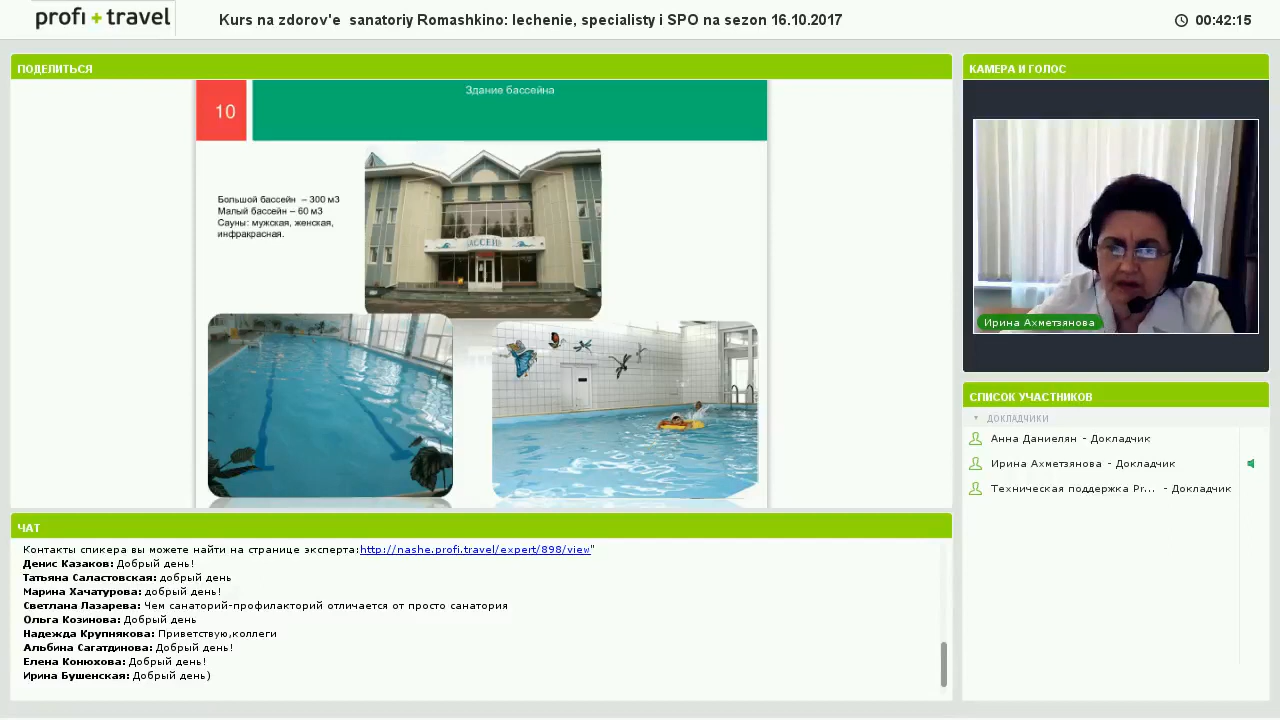 profi + travel
Kurs na zdorov'e  sanatoriy Romashkino: lechenie, specialisty i SPO na sezon 16.10.2017
00:42:15
ПОДЕЛИТЬСЯ
10
Здание бассейна
Большой бассейн – 300 м3
Малый бассейн – 60 м3
Сауны: мужская, женская,
инфракрасная.
БАССЕЙН
КАМЕРА И ГОЛОС
Ирина Ахметзянова
СПИСОК УЧАСТНИКОВ
ДОКЛАДЧИКИ
Анна Даниелян - Докладчик
Ирина Ахметзянова - Докладчик
Техническая поддержка Pr... - Докладчик
ЧАТ
Контакты спикера вы можете найти на странице эксперта:http://nashe.profi.travel/expert/898/view"
Денис Казаков: Добрый день!
Татьяна Саластовская: добрый день
Марина Хачатурова: добрый день!
Светлана Лазарева: Чем санаторий-профилакторий отличается от просто санатория
Ольга Козинова: Добрый день
Надежда Крупнякова: Приветствую,коллеги
Альбина Сагатдинова: Добрый день!
Елена Конюхова: Добрый день!
Ирина Бушенская: Добрый день)